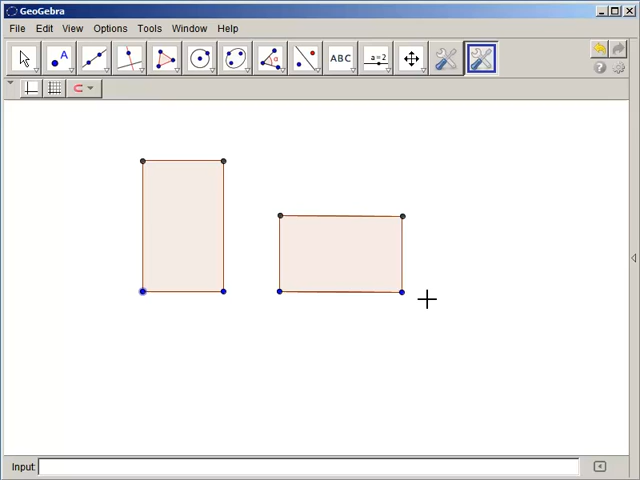 GeoGebra
File Edit View Options Tools Window Help
A
α
ABC
a=2
Input: